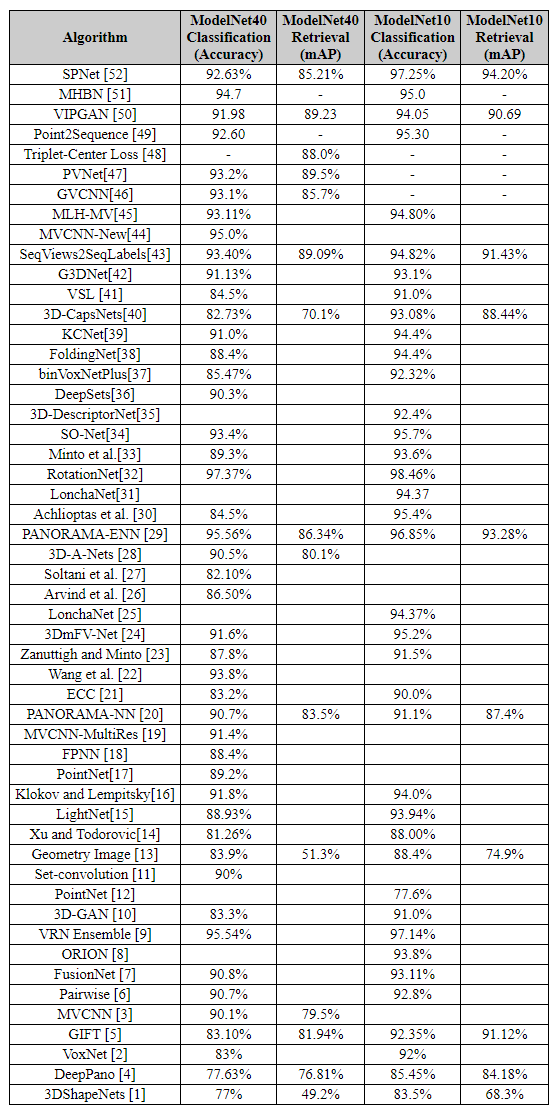 Algorithm ModelNet40 Classification (Accuracy) ModelNet40 Retrieval (mAP) ModelNet10 Classification (Accuracy) ModelNet10 Retrieval (mAP)
SPNet [52] 92.63% 85.21% 97.25% 94.20%
MHBN [51] 94.7 - 95.0 -
VIPGAN [50] 91.98 89.23 94.05 90.69
Point2Sequence [49] 92.60 - 95.30 -
Triplet-Center Loss [48] - 88.0% - -
PVNet[47] 93.2% 89.5% - -
GVCNN[46] 93.1% 85.7% - -
MLH-MV[45] 93.11% 94.80%
MVCNN-New[44] 95.0%
SeqViews2SeqLabels[43] 93.40% 89.09% 94.82% 91.43%
G3DNet[42] 91.13% 93.1%
VSL [41] 84.5% 91.0%
3D-CapsNets[40] 82.73% 70.1% 93.08% 88.44%
KCNet[39] 91.0% 94.4%
FoldingNet[38] 88.4% 94.4%
binVoxNetPlus[37] 85.47% 92.32%
DeepSets[36] 90.3%
3D-DescriptorNet[35] 92.4%
SO-Net[34] 93.4% 95.7%
Minto et al.[33] 89.3% 93.6%
RotationNet[32] 97.37% 98.46%
LonchaNet[31] 94.37
Achlioptas et al. [30] 84.5% 95.4%
PANORAMA-ENN [29] 95.56% 86.34% 96.85% 93.28%
3D-A-Nets [28] 90.5% 80.1%
Soltani et al. [27] 82.10%
Arvind et al. [26] 86.50%
LonchaNet [25] 94.37%
3DmFV-Net [24] 91.6% 95.2%
Zanuttigh and Minto [23] 87.8% 91.5%
Wang et al. [22] 93.8%
ECC [21] 83.2% 90.0%
PANORAMA-NN [20] 90.7% 83.5% 91.1% 87.4%
MVCNN-MultiRes [19] 91.4%
FPNN [18] 88.4%
PointNet[17] 89.2%
Klokov and Lempitsky[16] 91.8% 94.0%
LightNet[15] 88.93% 93.94%
Xu and Todorovic[14] 81.26% 88.00%
Geometry Image [13] 83.9% 51.3% 88.4% 74.9%
Set-convolution [11] 90%
PointNet [12] 77.6%
3D-GAN [10] 83.3% 91.0%
VRN Ensemble [9] 95.54% 97.14%
ORION [8] 93.8%
FusionNet [7] 90.8% 93.11%
Pairwise [6] 90.7% 92.8%
MVCNN [3] 90.1% 79.5%
GIFT [5] 83.10% 81.94% 92.35% 91.12%
VoxNet [2] 83% 92%
DeepPano [4] 77.63% 76.81% 85.45% 84.18%
3DShapeNets [1] 77% 49.2% 83.5% 68.3%